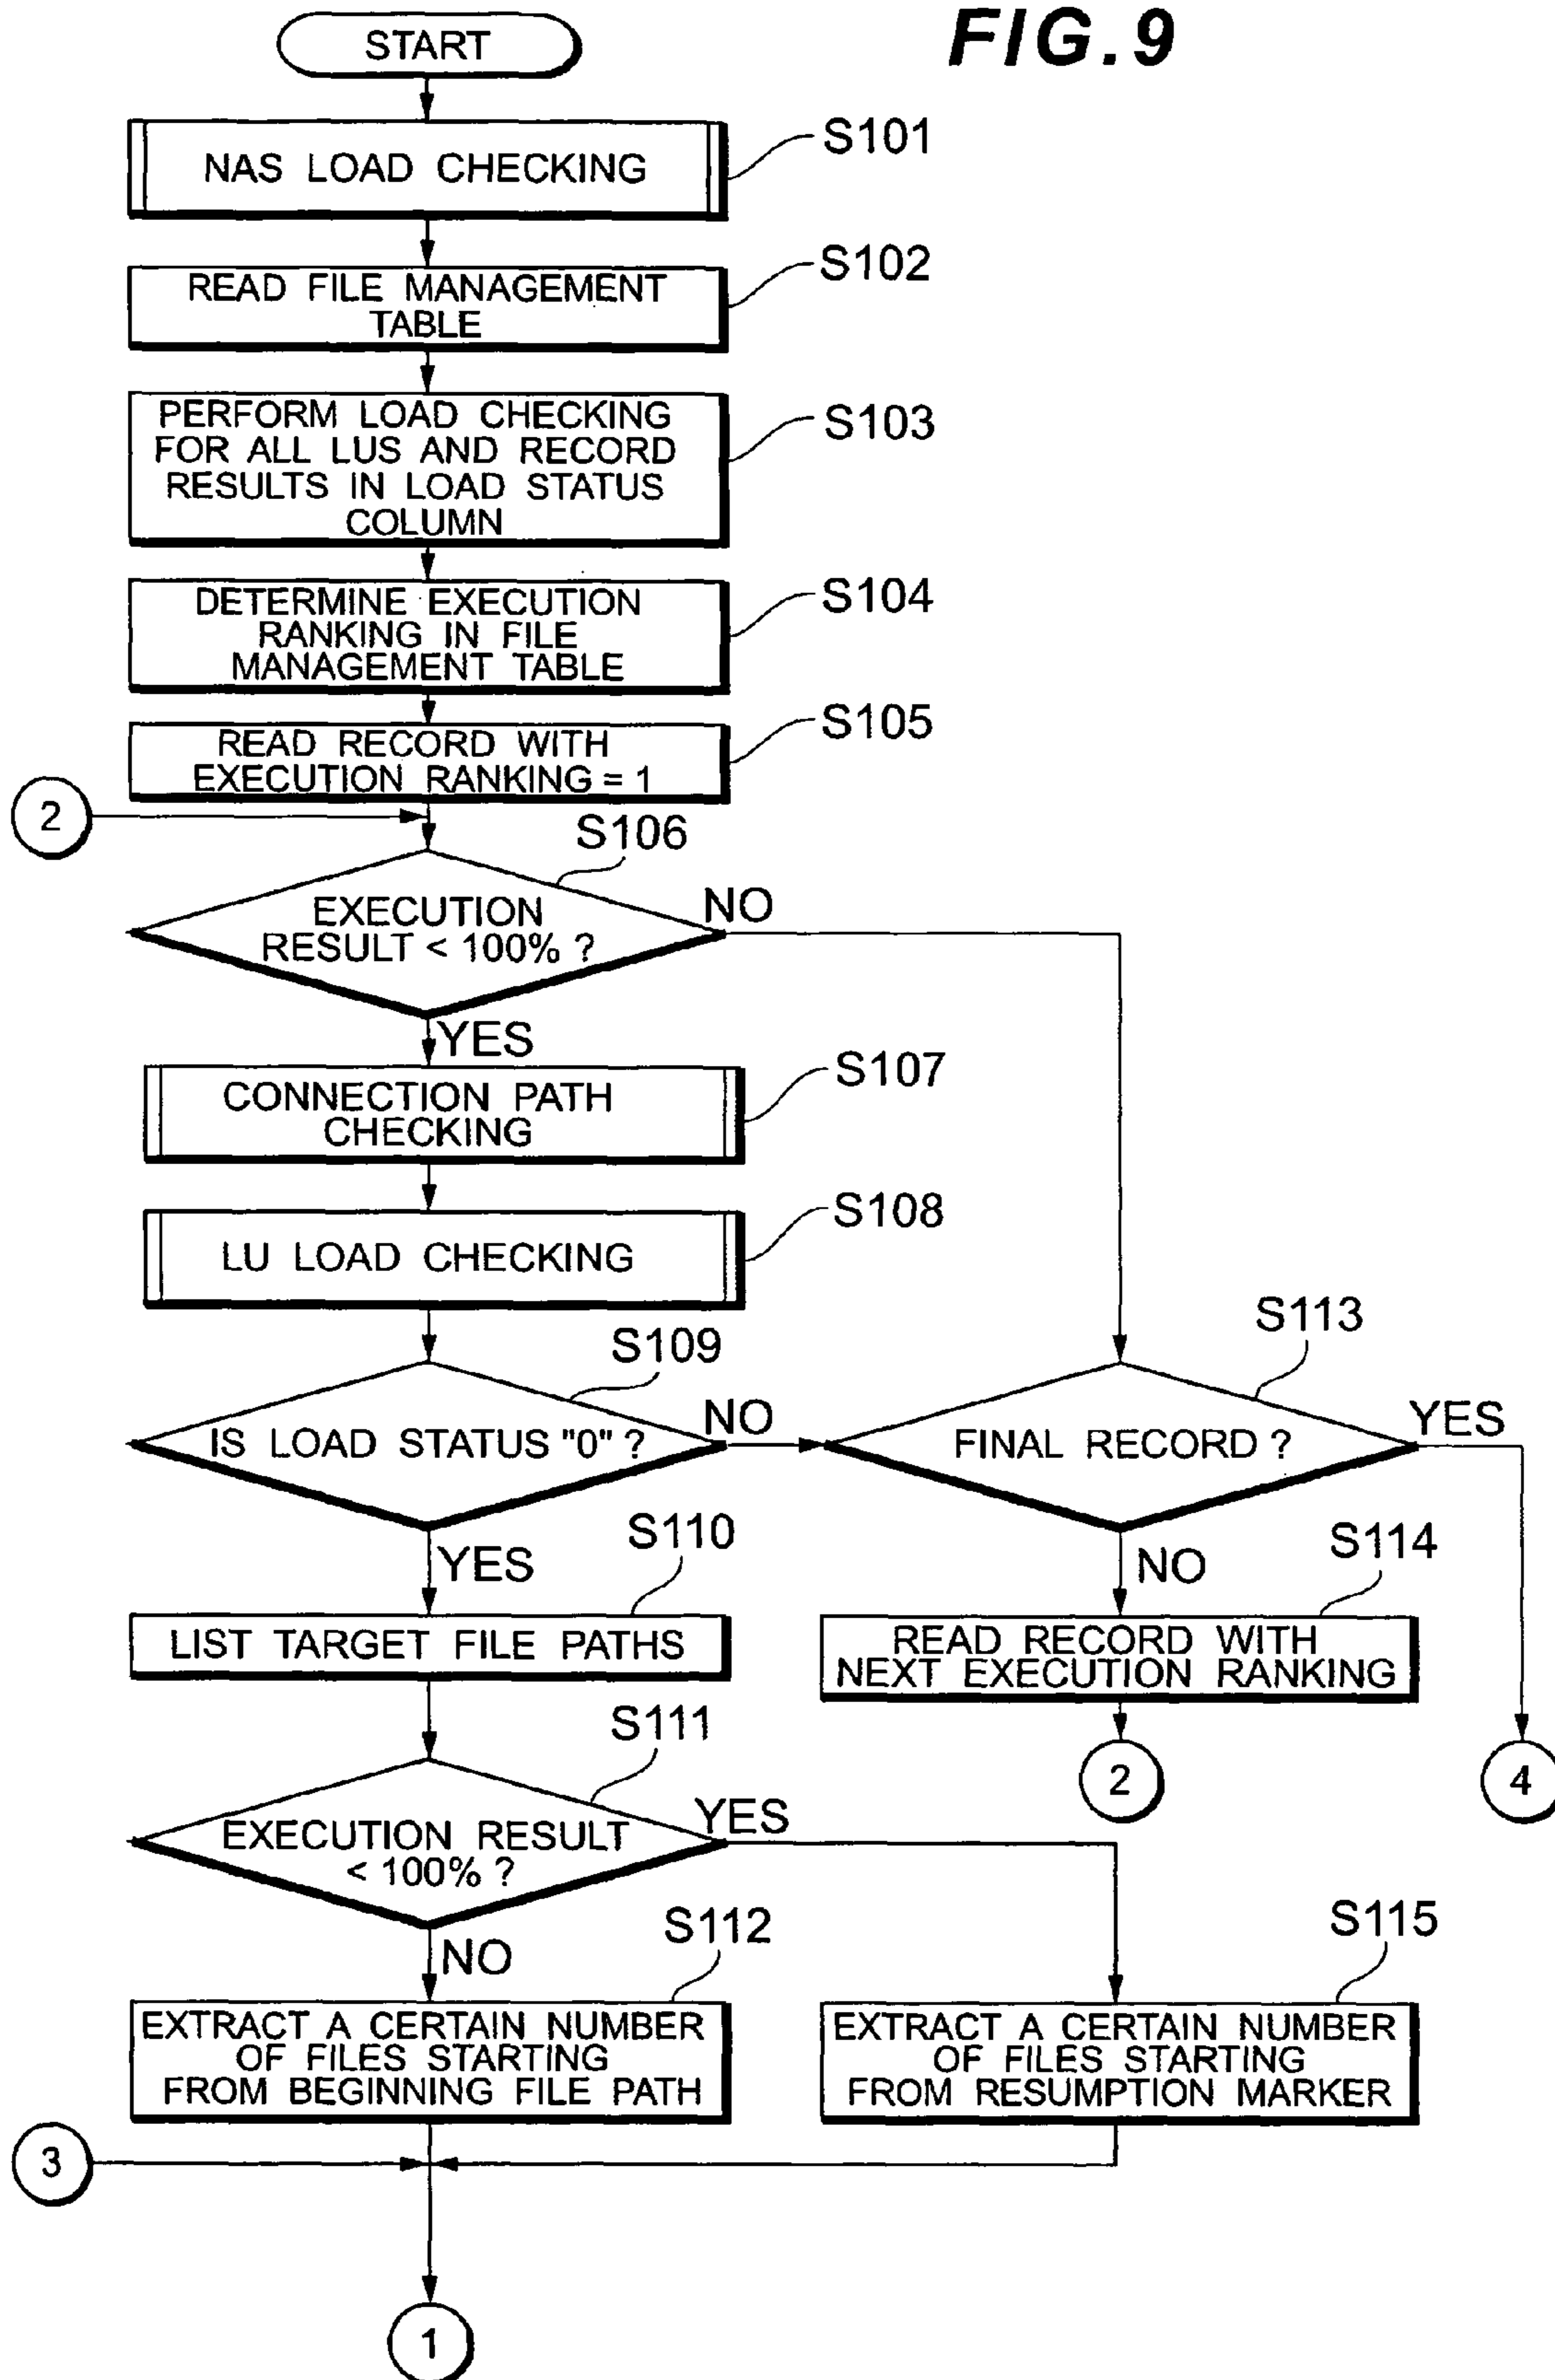 FIG.9
START
NAS LOAD CHECKING
S101
READ FILE MANAGEMENT
TABLE
S102
PERFORM LOAD CHECKING
FOR ALL LUS AND RECORD
RESULTS IN LOAD STATUS
COLUMN
S103
DETERMINE EXECUTION
RANKING IN FILE
MANAGEMENT TABLE
S104
READ RECORD WITH
EXECUTION RANKING = 1
S105
2
S106
EXECUTION
RESULT < 100% ?
NO
YES
CONNECTION PATH
CHECKING
S107
LU LOAD CHECKING
S108
S109
IS LOAD STATUS "0" ?
NO
YES
S113
FINAL RECORD ?
YES
NO
S110
LIST TARGET FILE PATHS
S114
READ RECORD WITH
NEXT EXECUTION RANKING
2
4
S111
EXECUTION RESULT
< 100% ?
YES
NO
S112
EXTRACT A CERTAIN NUMBER
OF FILES STARTING
FROM BEGINNING FILE PATH
S115
EXTRACT A CERTAIN NUMBER
OF FILES STARTING
FROM RESUMPTION MARKER
3
1